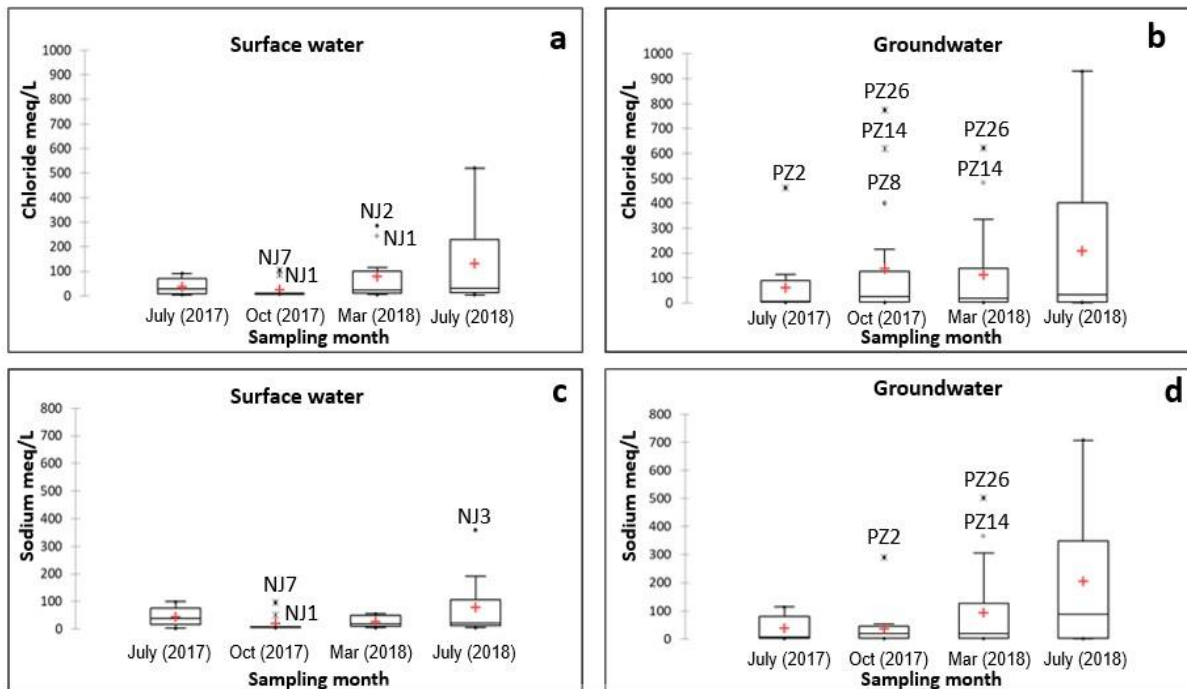 a
Surface water
Chloride meq/L
1000
900
800
700
600
500
400
300
200
100
0
NJ2
NJ1
NJ7
NJ1
July (2017) Oct (2017) Mar (2018) July (2018)
Sampling month
b
Groundwater
Chloride meq/L
1000
900
800
700
600
500
400
300
200
100
0
PZ26
PZ14
PZ26
PZ2
PZ8
PZ14
July (2017) Oct (2017) Mar (2018) July (2018)
Sampling month
c
Surface water
Sodium meq/L
800
700
600
500
400
300
200
100
0
NJ3
NJ7
NJ1
July (2017) Oct (2017) Mar (2018) July (2018)
Sampling month
d
Groundwater
Sodium meq/L
800
700
600
500
400
300
200
100
0
PZ26
PZ14
PZ2
July (2017) Oct (2017) Mar (2018) July (2018)
Sampling month